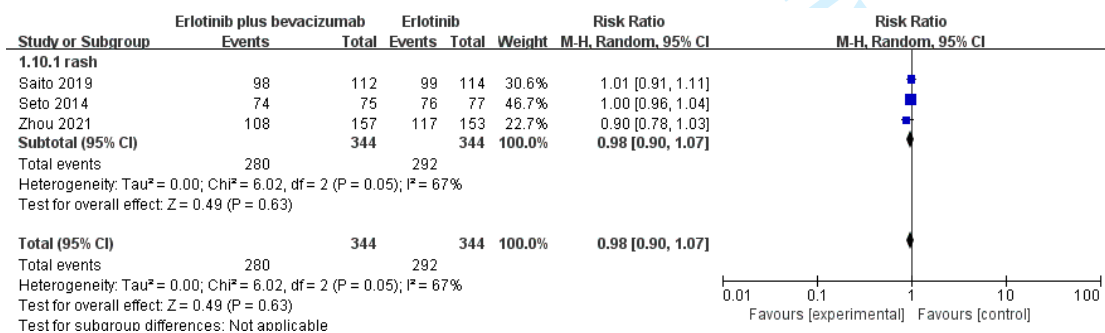 Erlotinib plus bevacizumab Erlotinib Risk Ratio Risk Ratio
Study or Subgroup Events Total Events Total Weight M-H, Random, 95% CI M-H, Random, 95% CI
1.10.1 rash
Saito 2019 98 112 99 114 30.6% 1.01 [0.91, 1.11]
Seto 2014 74 75 76 77 46.7% 1.00 [0.96, 1.04]
Zhou 2021 108 157 117 153 22.7% 0.90 [0.78, 1.03]
Subtotal (95% CI) 344 344 100.0% 0.98 [0.90, 1.07]
Total events 280 292
Heterogeneity: Tau² = 0.00; Chi² = 6.02, df = 2 (P = 0.05); I² = 67%
Test for overall effect: Z = 0.49 (P = 0.63)
Total (95% CI) 344 344 100.0% 0.98 [0.90, 1.07]
Total events 280 292
Heterogeneity: Tau² = 0.00; Chi² = 6.02, df = 2 (P = 0.05); I² = 67%
Test for overall effect: Z = 0.49 (P = 0.63)
Test for subgroup differences: Not applicable
0.01 0.1 1 10 100
Favours [experimental] Favours [control]